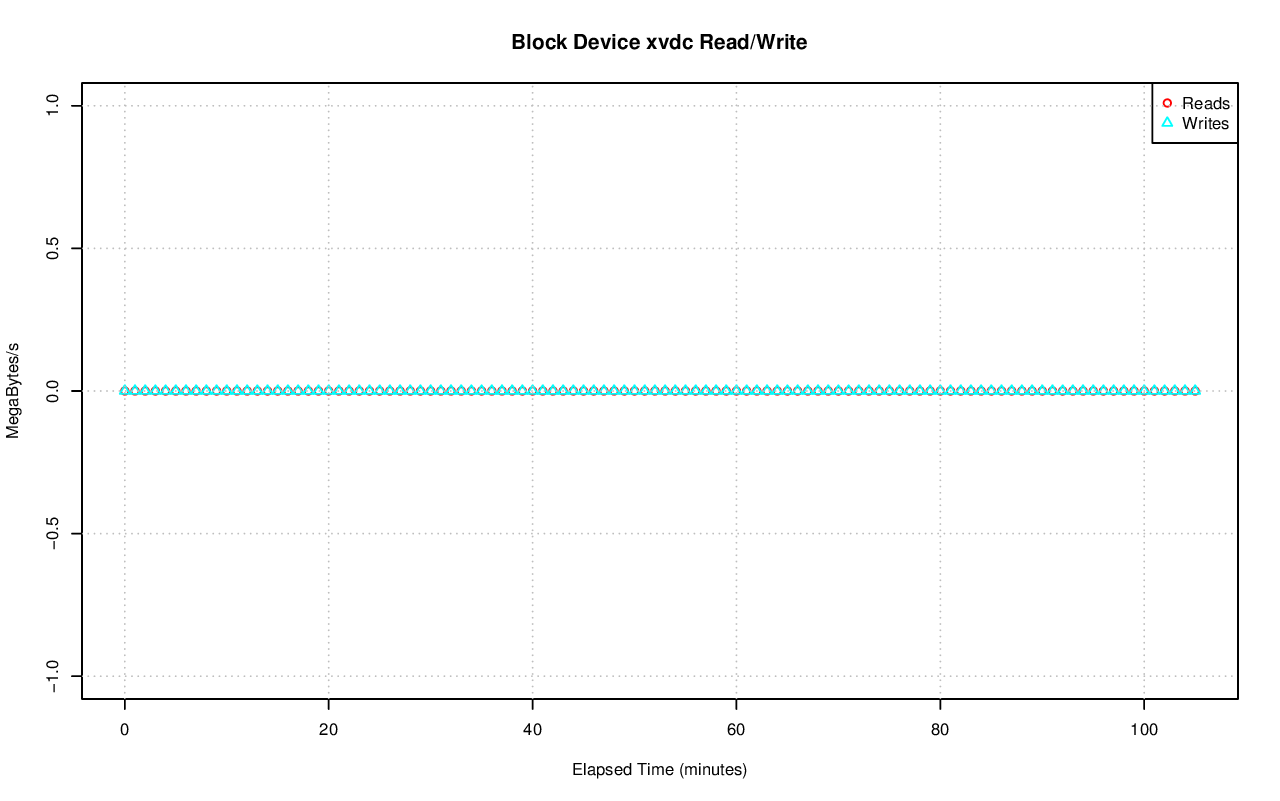 Block Device xvdc Read/Write
Reads
Writes
1.0
0.5
0.0
−0.5
−1.0
MegaBytes/s
0 20 40 60 80 100
Elapsed Time (minutes)